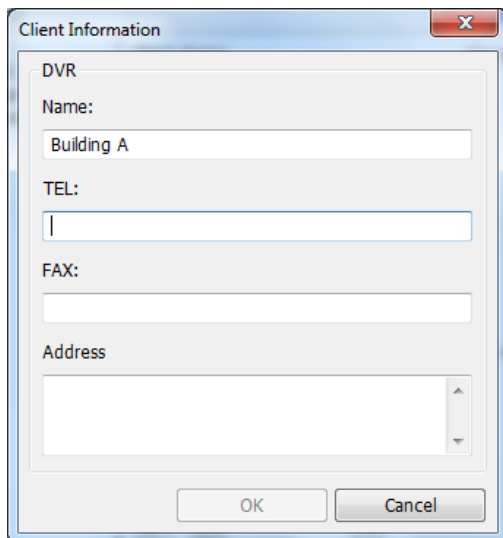 Client Information
DVR
Name:
Building A
TEL:
FAX:
Address
OK
Cancel